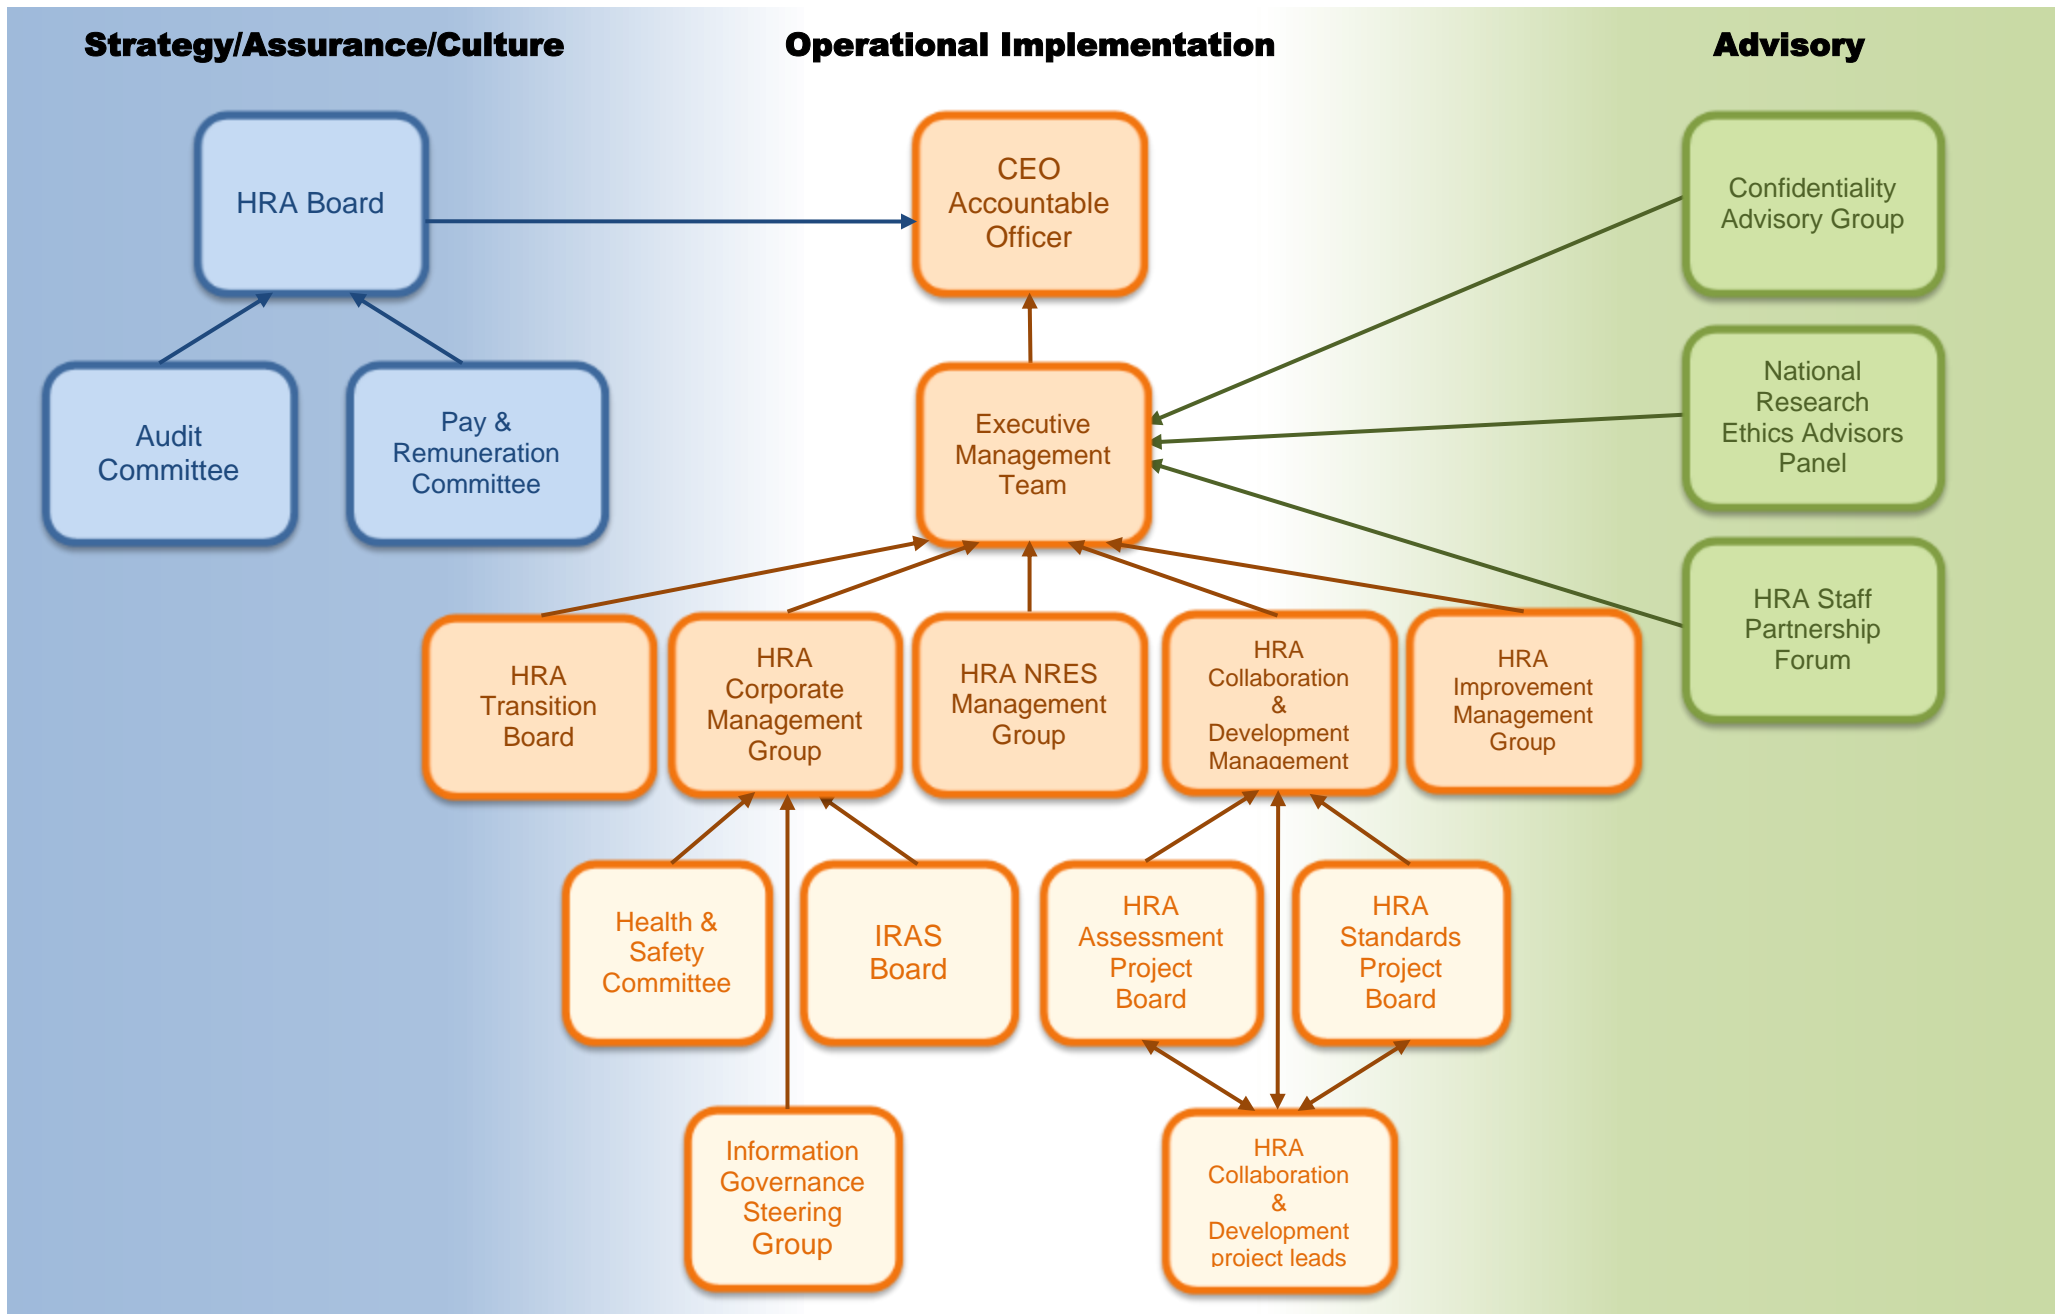 Strategy/Assurance/Culture
Operational Implementation
Advisory
HRA Board
CEO
Accountable
Officer
Confidentiality
Advisory Group
Audit
Committee
Pay &
Remuneration
Committee
Executive
Management
Team
National
Research
Ethics Advisors
Panel
HRA Staff
Partnership
Forum
HRA
Transition
Board
HRA
Corporate
Management
Group
HRA NRES
Management
Group
HRA
Collaboration
&
Development
Management
HRA
Improvement
Management
Group
Health &
Safety
Committee
IRAS
Board
HRA
Assessment
Project
Board
HRA
Standards
Project
Board
Information
Governance
Steering
Group
HRA
Collaboration
&
Development
project leads